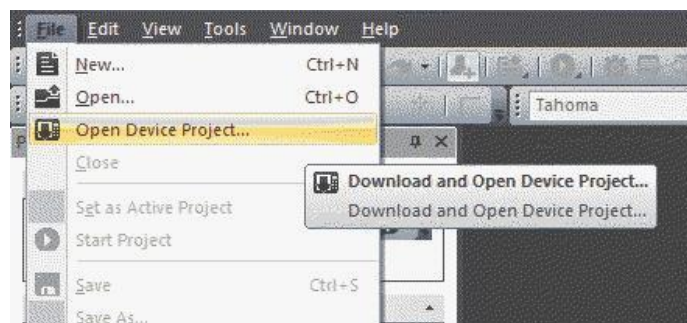 File Edit View Tools Window Help
New... Ctrl+N
Open... Ctrl+O
Tahoma
Open Device Project...
Close
Download and Open Device Project...
Set as Active Project
Download and Open Device Project...
Start Project
Save Ctrl+S
Save As...